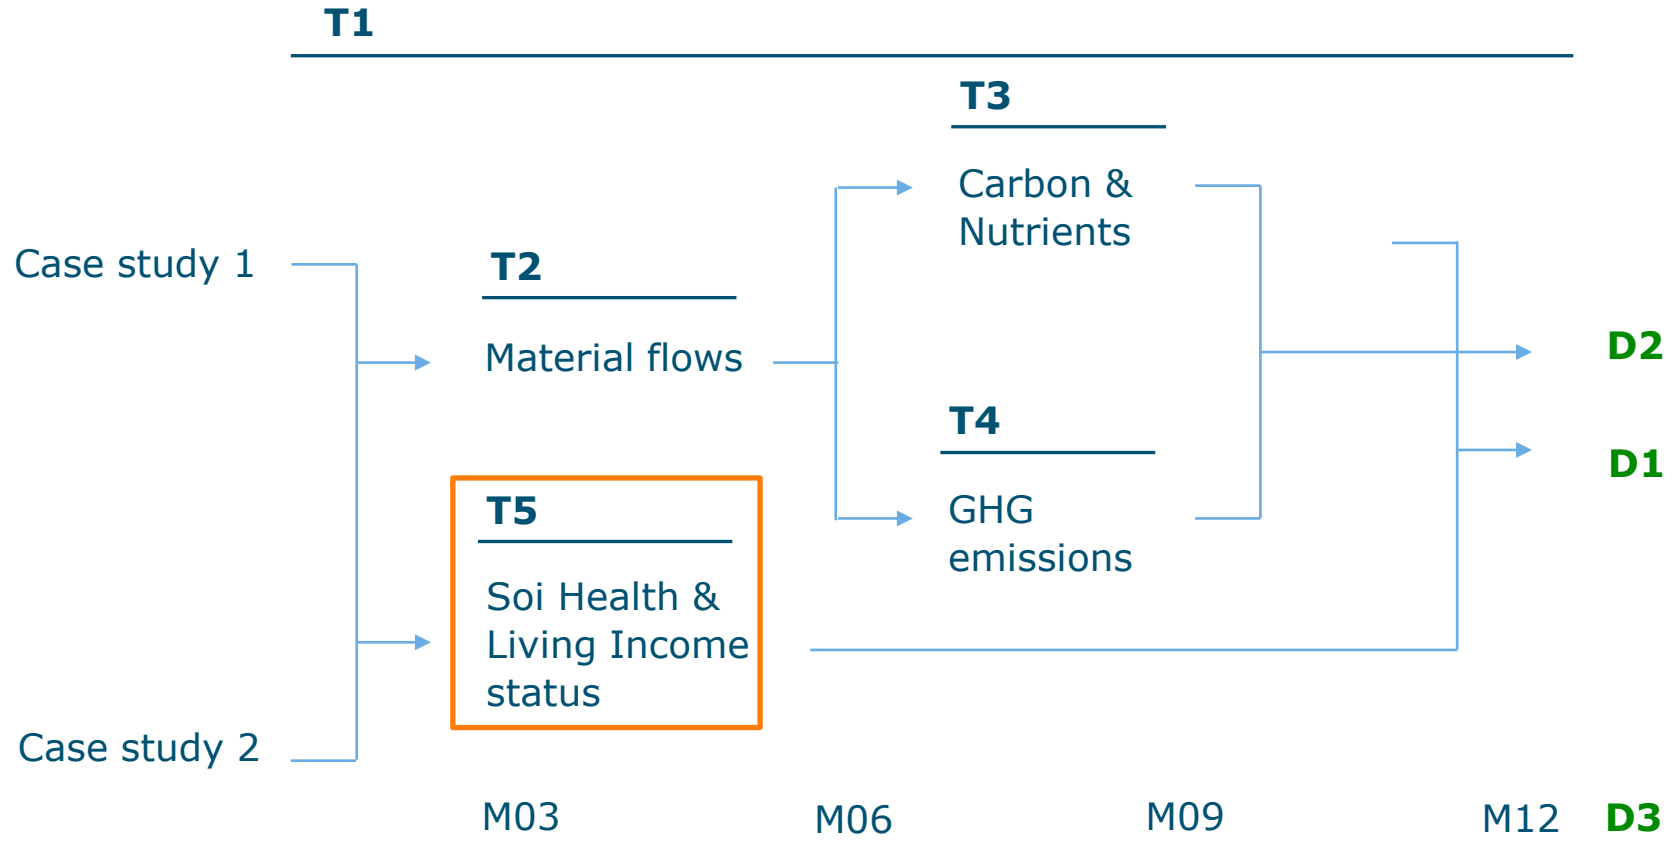 T1
T3
Carbon &
Nutrients
Case study 1
T2
Material flows
D2
T4
D1
T5
GHG
emissions
Soi Health &
Living Income
status
Case study 2
M03
M06
M09
M12
D3